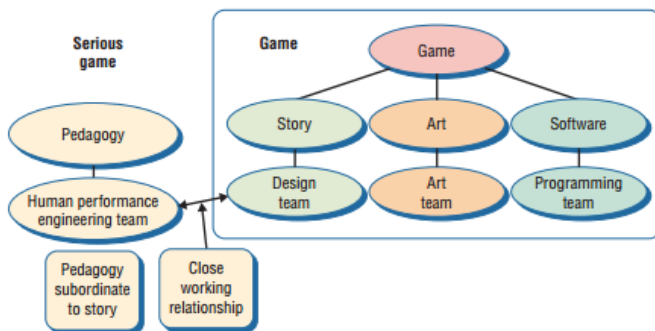 Serious
game
Game
Game
Pedagogy
Story
Art
Software
Human performance
engineering team
Design
team
Art
team
Programming
team
Pedagogy
subordinate
to story
Close
working
relationship